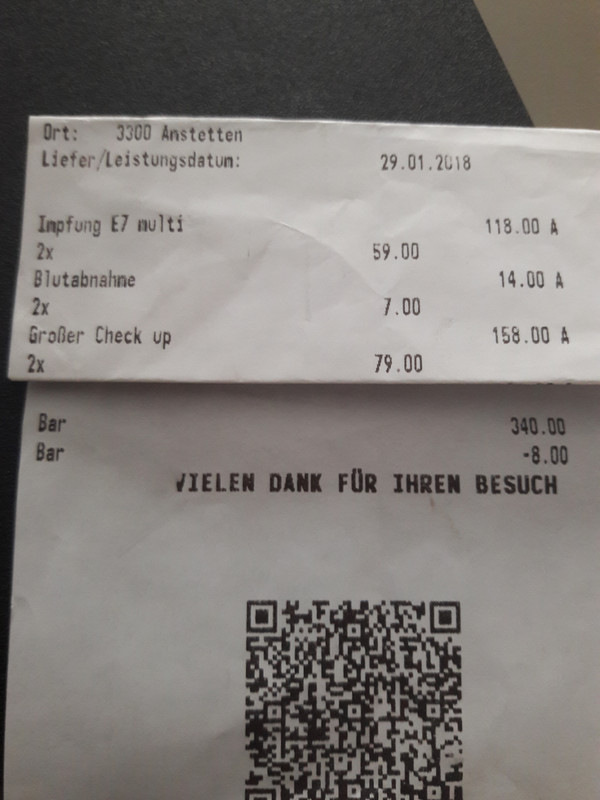 Ort: 3300 Amstetten
Liefer/Leistungsdatum: 29.01.2018
Impfung E7 multi 118.00 A
2x 59.00
Blutabnahme 14.00 A
2x 7.00
Großer Check up 158.00 A
2x 79.00
Bar 340.00
Bar -8.00
VIELEN DANK FÜR IHREN BESUCH